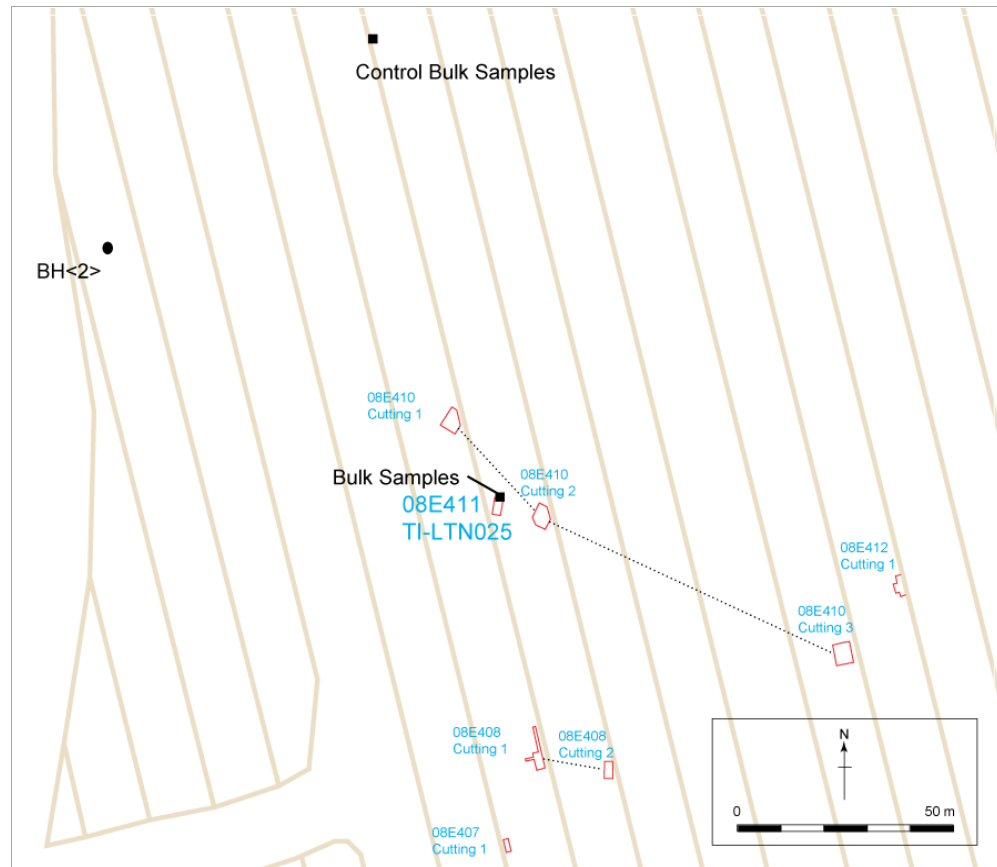 Control Bulk Samples
BH<2>
08E410
Cutting 1
Bulk Samples
08E410
Cutting 2
08E411
TI-LTN025
08E412
Cutting 1
08E410
Cutting 3
08E408
Cutting 1
08E408
Cutting 2
N
0 50 m
08E407
Cutting 1